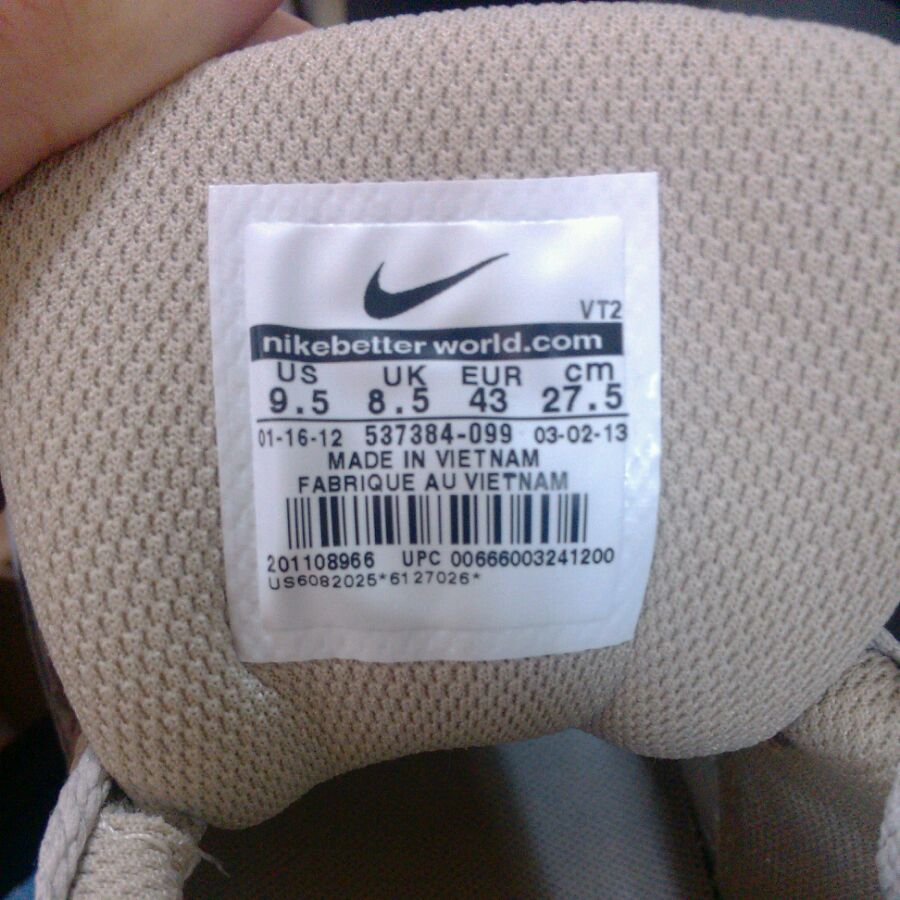 VT2
nikebetterworld.com
US UK EUR cm
9.5 8.5 43 27.5
01-16-12 537384-099 03-02-13
MADE IN VIETNAM
FABRIQUE AU VIETNAM
201108966 UPC 00666003241200
US6082025*6127026*